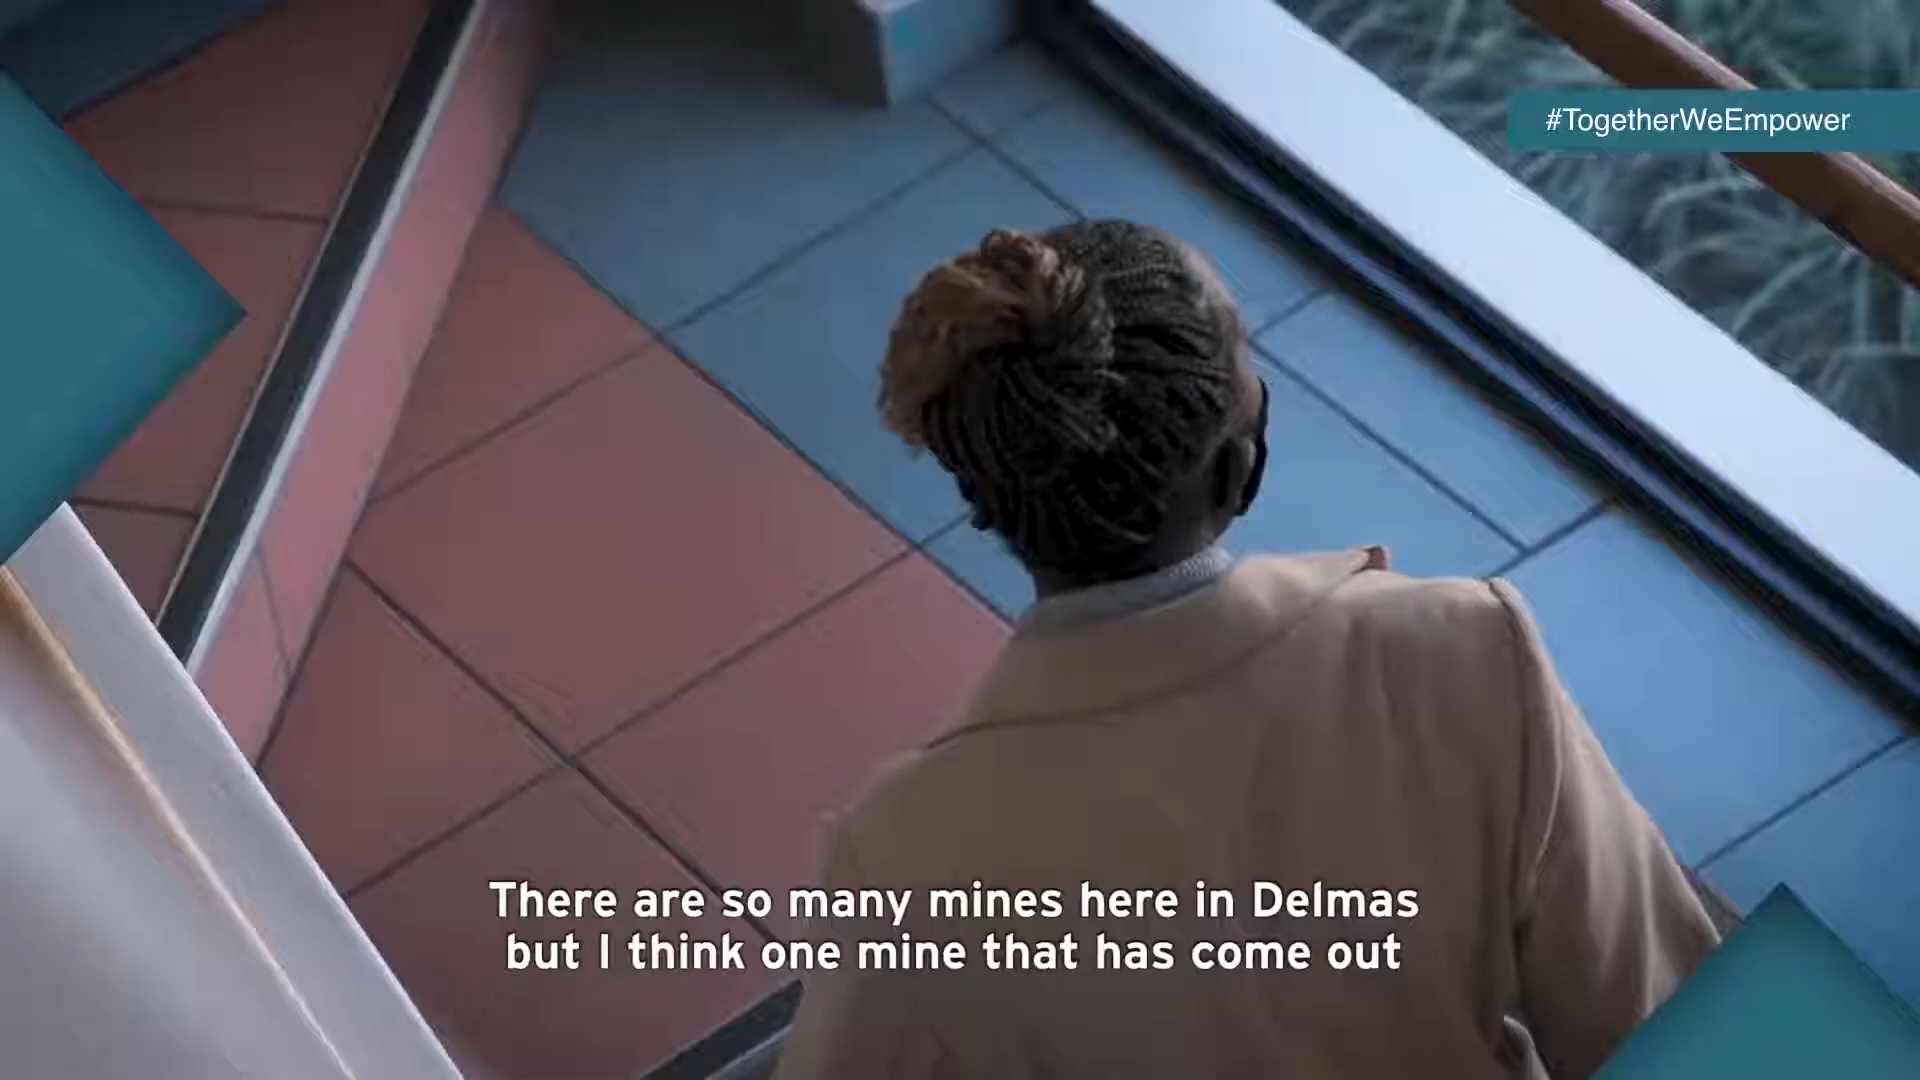 #TogetherWeEmpower
There are so many mines here in Delmas
but I think one mine that has come out